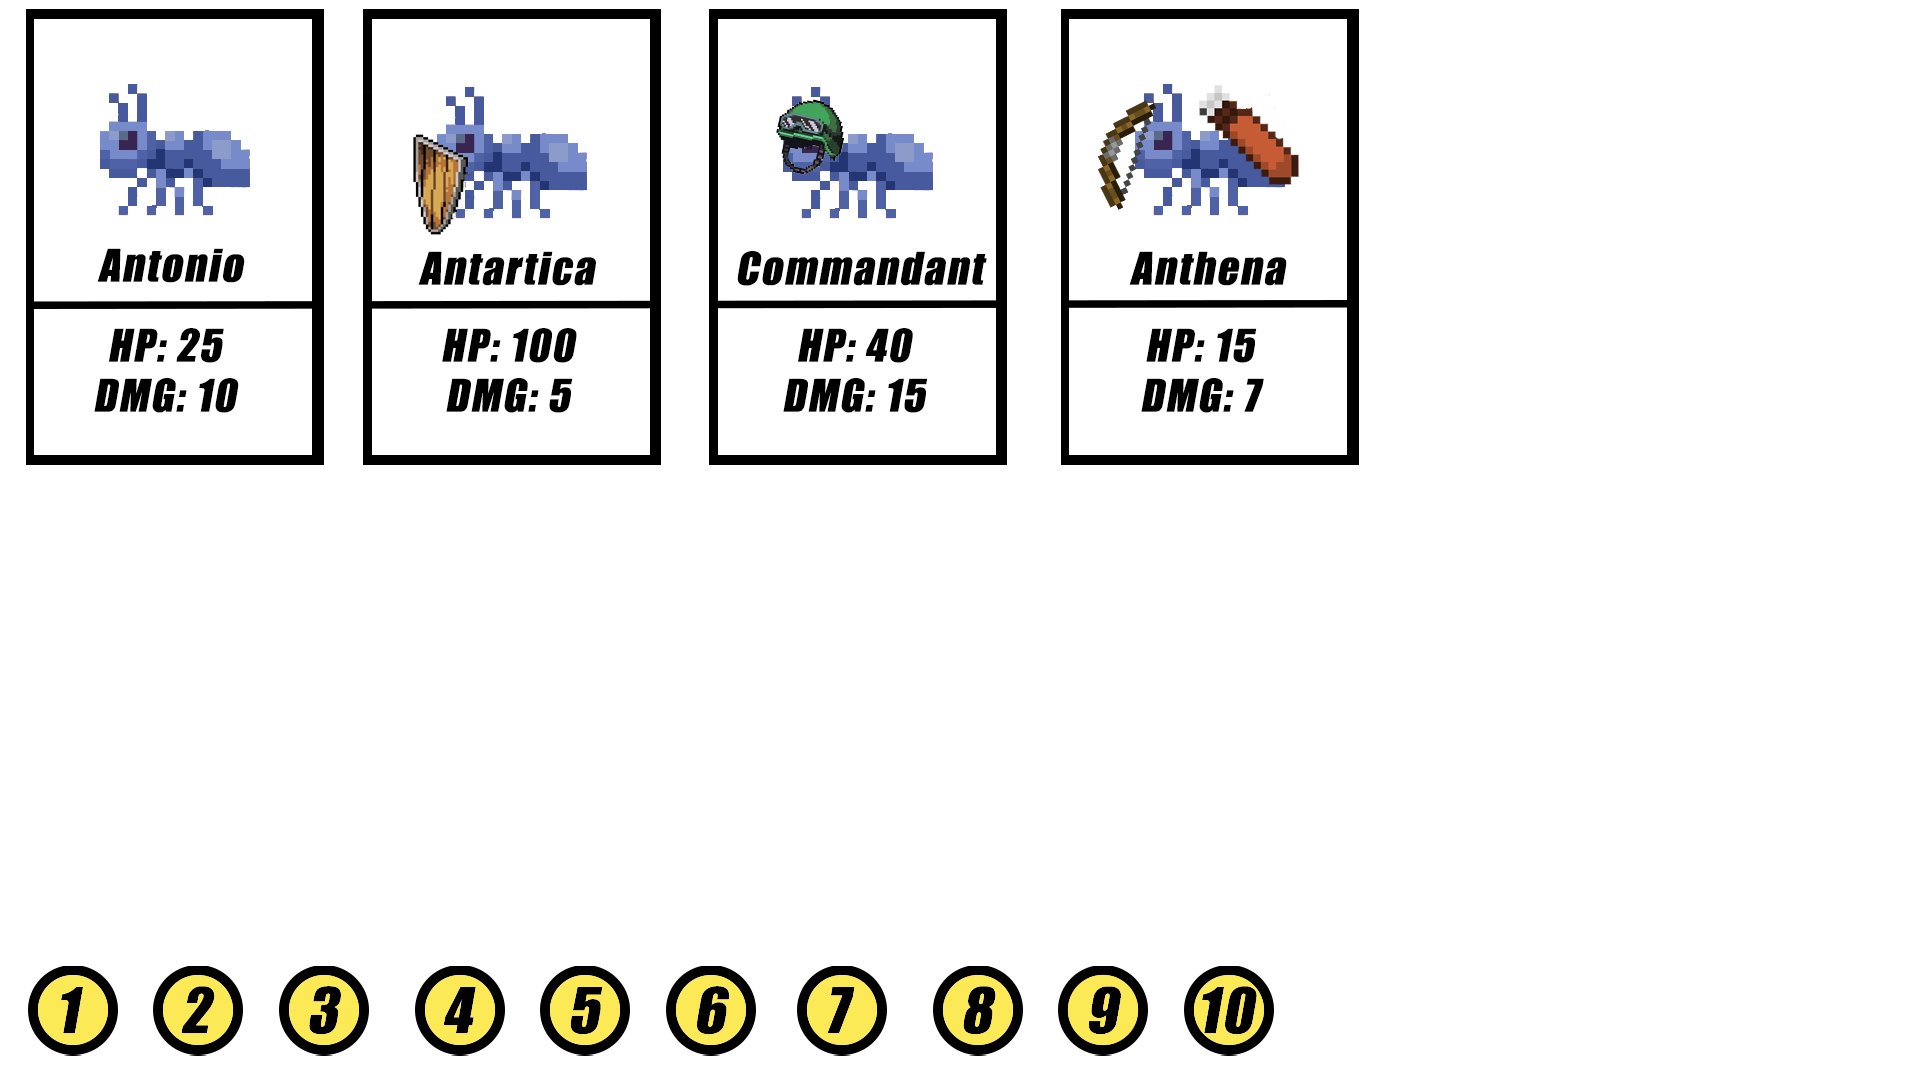 Antonio
HP: 25
DMG: 10
Antartica
HP: 100
DMG: 5
Commandant
HP: 40
DMG: 15
Anthena
HP: 15
DMG: 7
1 2 3 4 5 6 7 8 9 10